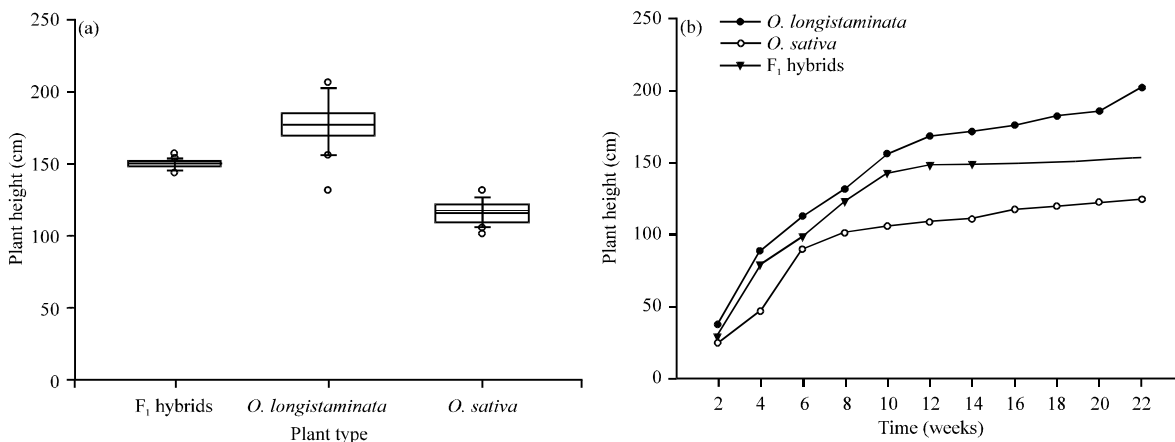 (a)
Plant height (cm)
250
200
150
100
50
0
F₁ hybrids
O. longistaminata
O. sativa
Plant type
(b)
O. longistaminata
O. sativa
F₁ hybrids
Plant height (cm)
250
200
150
100
50
0
2 4 6 8 10 12 14 16 18 20 22
Time (weeks)